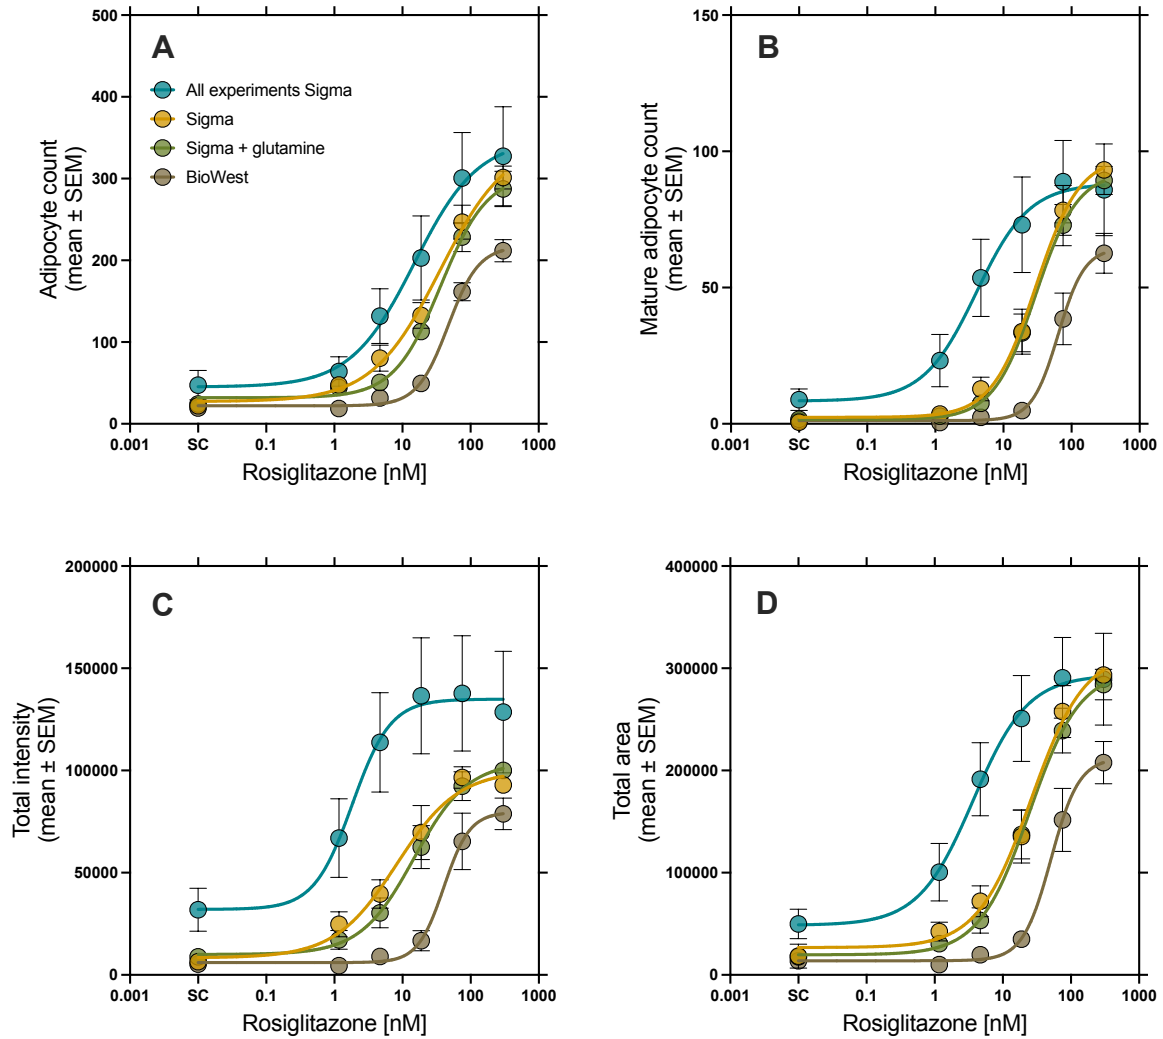 A
500
400
300
200
100
0
Adipocyte count
(mean ± SEM)
All experiments Sigma
Sigma
Sigma + glutamine
BioWest
0.001 SC 0.1 1 10 100 1000
Rosiglitazone [nM]
B
150
100
50
0
Mature adipocyte count
(mean ± SEM)
0.001 SC 0.1 1 10 100 1000
Rosiglitazone [nM]
C
200000
150000
100000
50000
0
Total intensity
(mean ± SEM)
0.001 SC 0.1 1 10 100 1000
Rosiglitazone [nM]
D
400000
300000
200000
100000
0
Total area
(mean ± SEM)
0.001 SC 0.1 1 10 100 1000
Rosiglitazone [nM]